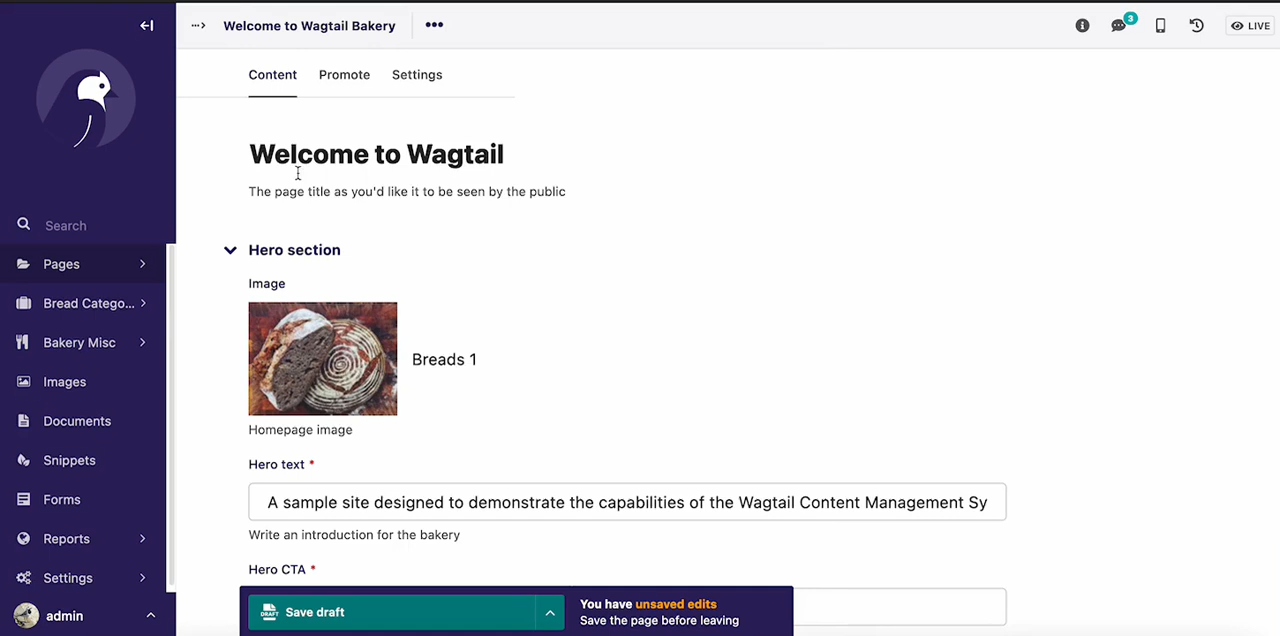 Welcome to Wagtail Bakery
3
LIVE
Content Promote Settings
Welcome to Wagtail
The page title as you'd like it to be seen by the public
Search
Pages
Bread Catego...
Bakery Misc
Images
Documents
Snippets
Forms
Reports
Settings
admin
Hero section
Image
Breads 1
Homepage image
Hero text *
A sample site designed to demonstrate the capabilities of the Wagtail Content Management Sy
Write an introduction for the bakery
Hero CTA *
DRAFT Save draft
You have unsaved edits
Save the page before leaving